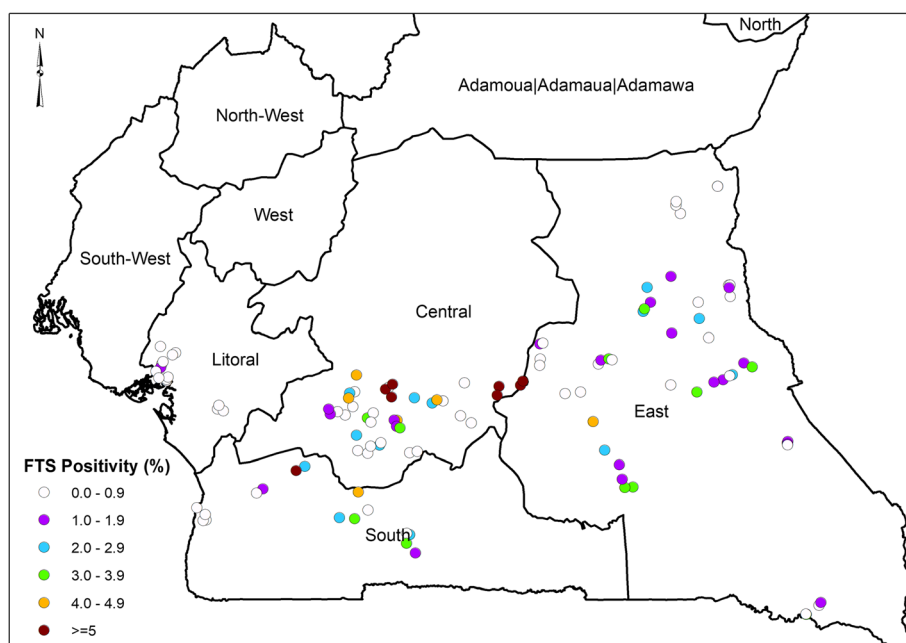 N
North
Adamoua|Adamaua|Adamawa
North-West
West
South-West
Central
Litoral
East
South
FTS Positivity (%)
0.0 - 0.9
1.0 - 1.9
2.0 - 2.9
3.0 - 3.9
4.0 - 4.9
>=5